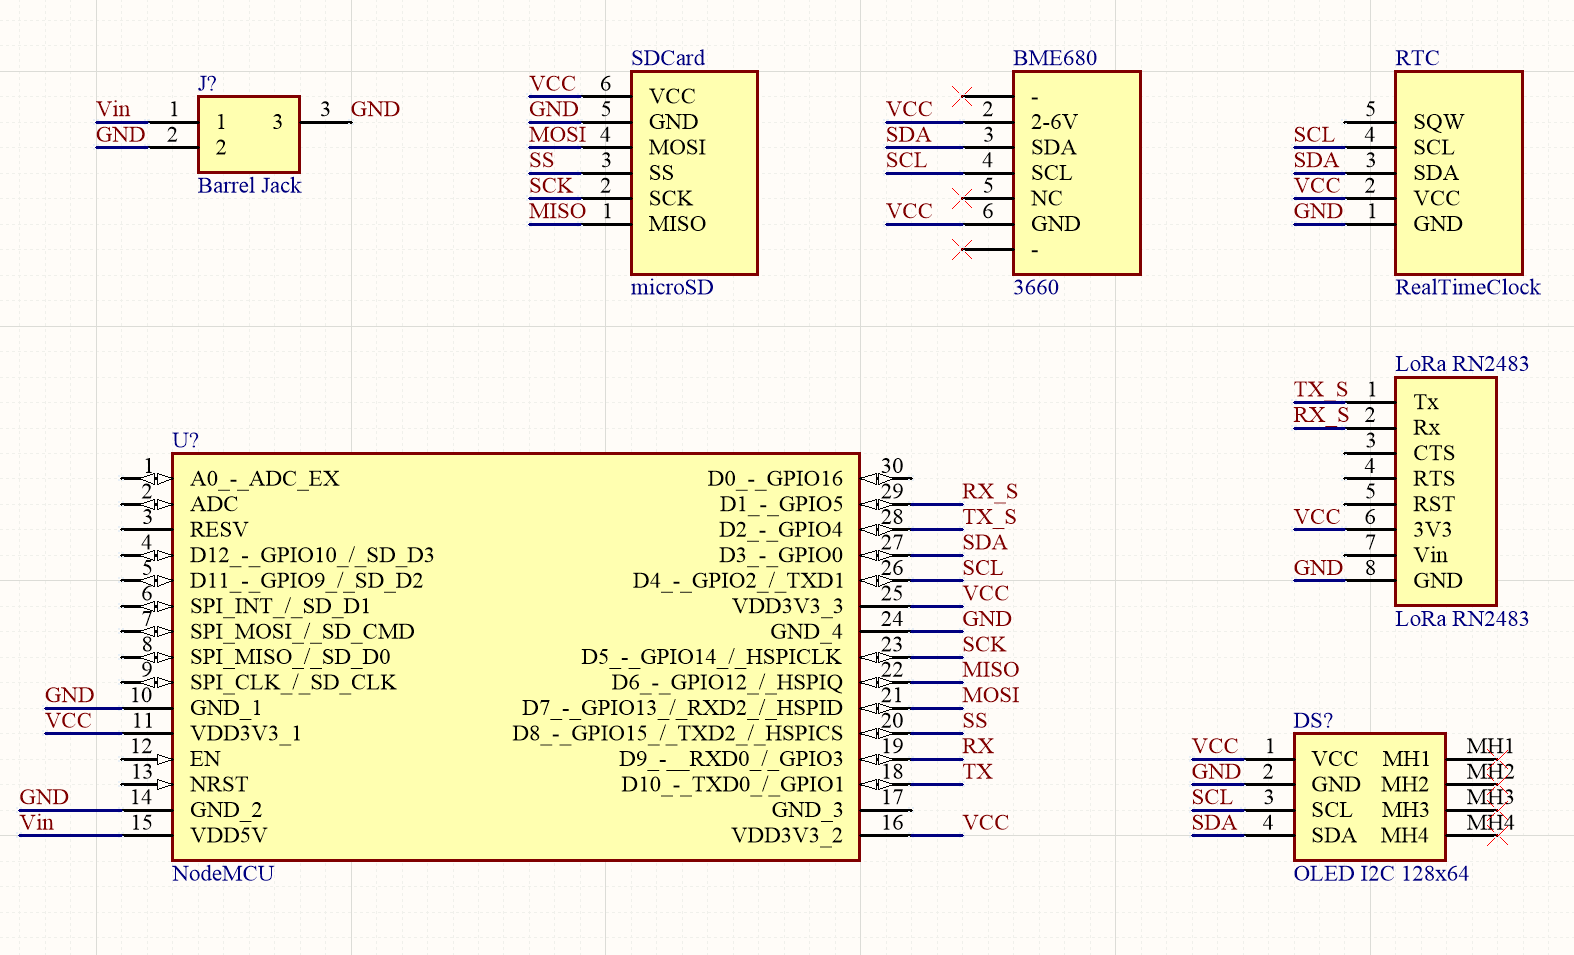 J?
Vin 1 1 3 3 GND
GND 2 2
Barrel Jack
SDCard
VCC 6 VCC
GND 5 GND
MOSI 4 MOSI
SS 3 SS
SCK 2 SCK
MISO 1 MISO
microSD
BME680
-
VCC 2 2-6V
SDA 3 SDA
SCL 4 SCL
5 NC
VCC 6 GND
-
3660
RTC
5 SQW
SCL 4 SCL
SDA 3 SDA
VCC 2 VCC
GND 1 GND
RealTimeClock
LoRa RN2483
TX_S 1 Tx
RX_S 2 Rx
3 CTS
4 RTS
5 RST
VCC 6 3V3
7 Vin
GND 8 GND
LoRa RN2483
U?
1 A0_-_ADC_EX D0_-_GPIO16 30
2 ADC D1_-_GPIO5 29 RX_S
3 RESV D2_-_GPIO4 28 TX_S
4 D12_-_GPIO10_/_SD_D3 D3_-_GPIO0 27 SDA
5 D11_-_GPIO9_/_SD_D2 D4_-_GPIO2_/_TXD1 26 SCL
6 SPI_INT_/_SD_D1 VDD3V3_3 25 VCC
7 SPI_MOSI_/_SD_CMD GND_4 24 GND
8 SPI_MISO_/_SD_D0 D5_-_GPIO14_/_HSPICLK 23 SCK
9 SPI_CLK_/_SD_CLK D6_-_GPIO12_/_HSPIQ 22 MISO
GND 10 GND_1 D7_-_GPIO13_/_RXD2_/_HSPID 21 MOSI
VCC 11 VDD3V3_1 D8_-_GPIO15_/_TXD2_/_HSPICS 20 SS
12 EN D9_-__RXD0_/_GPIO3 19 RX
13 NRST D10_-_TXD0_/_GPIO1 18 TX
GND 14 GND_2 GND_3 17
Vin 15 VDD5V VDD3V3_2 16 VCC
NodeMCU
DS?
VCC 1 VCC MH1 MH1
GND 2 GND MH2 MH2
SCL 3 SCL MH3 MH3
SDA 4 SDA MH4 MH4
OLED I2C 128x64